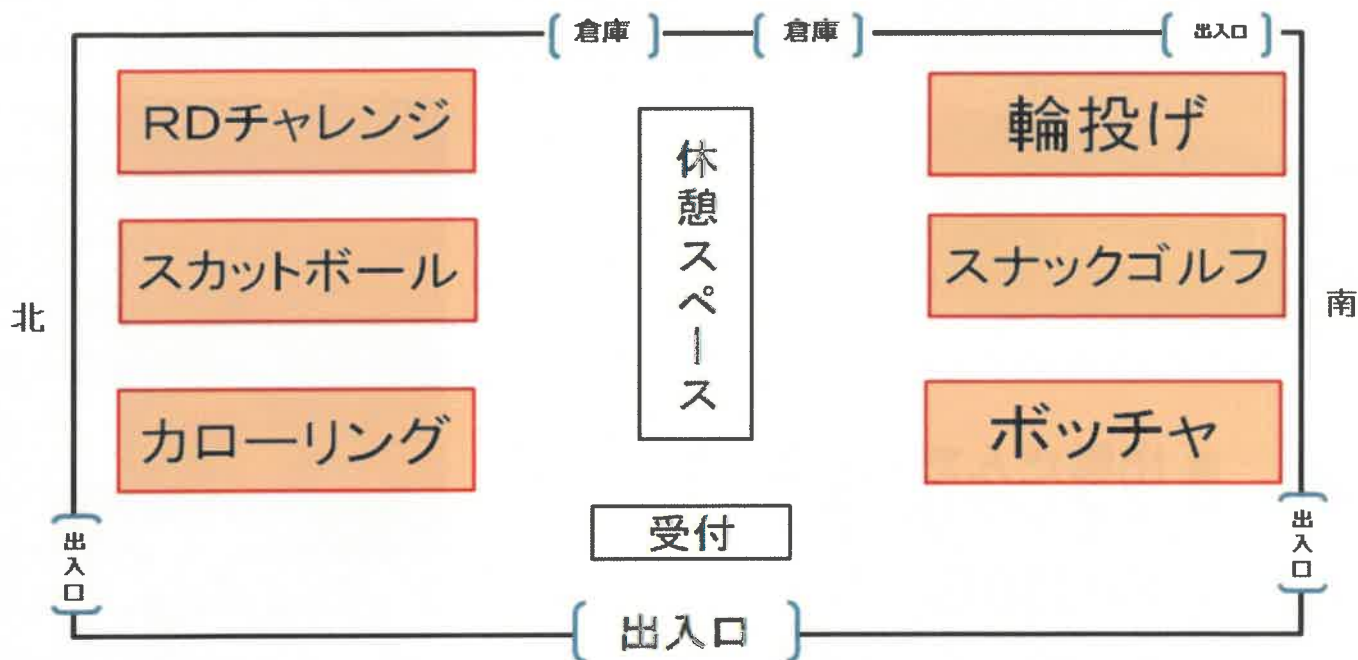 倉庫
倉庫
出入口
RDチャレンジ
休憩スペース
輪投げ
スカットボール
スナックゴルフ
北
南
カローリング
ボッチャ
受付
出入口
出入口
出入口